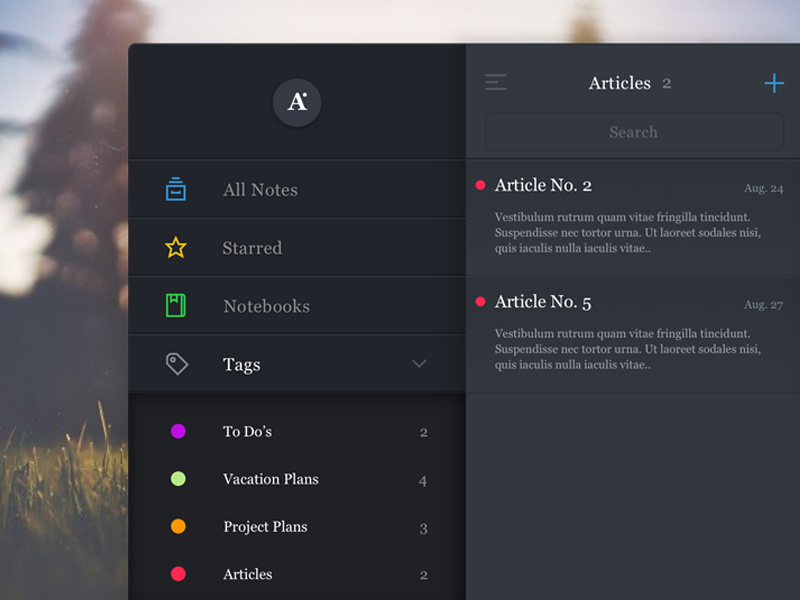 A
All Notes
Starred
Notebooks
Tags
To Do's 2
Vacation Plans 4
Project Plans 3
Articles 2
Articles 2
Search
Article No. 2 Aug. 24
Vestibulum rutrum quam vitae fringilla tincidunt.
Suspendisse nec tortor urna. Ut laoreet sodales nisi,
quis iaculis nulla iaculis vitae..
Article No. 5 Aug. 27
Vestibulum rutrum quam vitae fringilla tincidunt.
Suspendisse nec tortor urna. Ut laoreet sodales nisi,
quis iaculis nulla iaculis vitae..